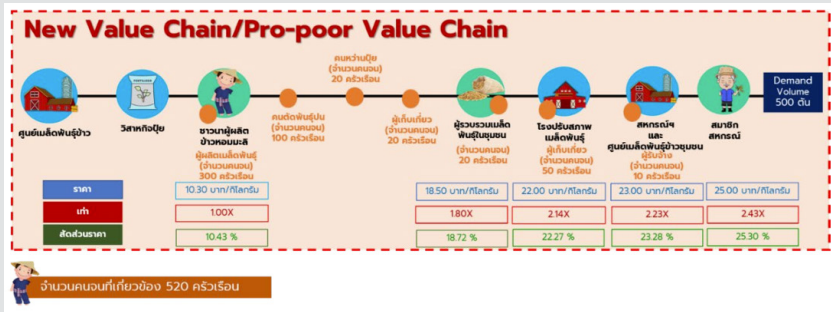 New Value Chain/Pro-poor Value Chain
คนหว่านปุ๋ย
(จำนวนคนจน)
20 ครัวเรือน
Demand
Volume
500 ตัน
ศูนย์เมล็ดพันธุ์ข้าว
วิสาหกิจปุ๋ย
ชาวนาผู้ผลิต
ข้าวหอมมะลิ
ผู้ผลิตเมล็ดพันธุ์
(จำนวนคนจน)
300 ครัวเรือน
คนตัดพันธุ์ปน
(จำนวนคนจน)
100 ครัวเรือน
ผู้เก็บเกี่ยว
(จำนวนคนจน)
20 ครัวเรือน
ผู้รวบรวมเมล็ด
พันธุ์ในชุมชน
(จำนวนคนจน)
20 ครัวเรือน
โรงปรับสภาพ
เมล็ดพันธุ์
ผู้เก็บเกี่ยว
(จำนวนคนจน)
50 ครัวเรือน
สหกรณ์ฯ
และ
ศูนย์เมล็ดพันธุ์ข้าวชุมชน
ผู้รับจ้าง
(จำนวนคนจน)
10 ครัวเรือน
สมาชิก
สหกรณ์
ราคา 10.30 บาท/กิโลกรัม 18.50 บาท/กิโลกรัม 22.00 บาท/กิโลกรัม 23.00 บาท/กิโลกรัม 25.00 บาท/กิโลกรัม
เท่า 1.00X 1.80X 2.14X 2.23X 2.43X
สัดส่วนราคา 10.43 % 18.72 % 22.27 % 23.28 % 25.30 %
จำนวนคนจนที่เกี่ยวข้อง 520 ครัวเรือน